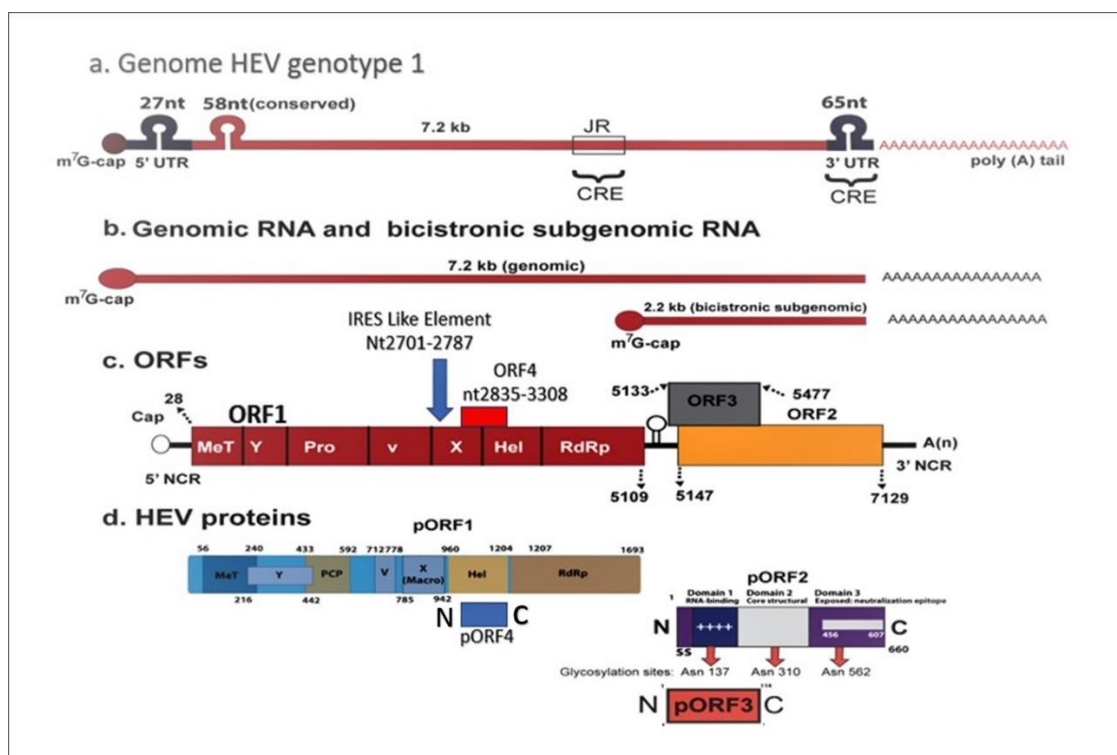 a. Genome HEV genotype 1
27nt 58nt(conserved) 65nt
7.2 kb JR
m7G-cap 5' UTR 3' UTR AAAAAAAAAAAAAAAAAA
poly (A) tail
CRE CRE
b. Genomic RNA and bicistronic subgenomic RNA
7.2 kb (genomic)
AAAAAAAAAAAAAAAA
m7G-cap
2.2 kb (bicistronic subgenomic)
AAAAAAAAAAAAAAAA
m7G-cap
IRES Like Element
Nt2701-2787
c. ORFs
ORF4
nt2835-3308
5133 5477
28
Cap ORF1 ORF3 ORF2
MeT Y Pro v X Hel RdRp A(n)
5' NCR 3' NCR
5109 5147 7129
d. HEV proteins
pORF1
56 240 433 592 712778 960 1204 1207 1693
MeT Y PCP V X (Macro) Hel RdRp
216 442 785 942
N C
pORF4
pORF2
1 Domain 1 Domain 2 Domain 3
RNA-binding Core structural Exposed: neutralization epitope
N ++++ 456 607 C
SS 660
Glycosylation sites: Asn 137 Asn 310 Asn 562
1 114
N pORF3 C